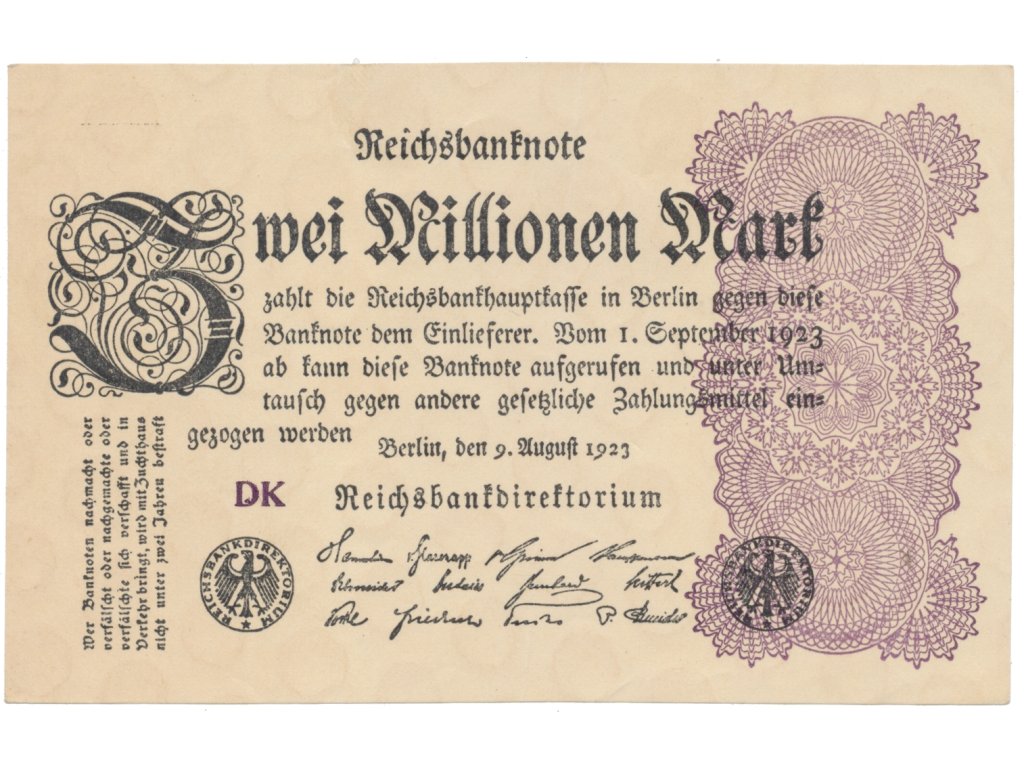 Reichsbanknote
Zwei Millionen Mark
zahlt die Reichsbankhauptkasse in Berlin gegen diese
Banknote dem Einlieferer. Vom 1. September 1923
ab kann diese Banknote aufgerufen und unter Um=
tausch gegen andere gesetzliche Zahlungsmittel ein=
gezogen werden
Berlin, den 9. August 1923
DK Reichsbankdirektorium
REICHSBANKDIREKTORIUM
REICHSBANKDIREKTORIUM
Wer Banknoten nachmacht oder
verfälscht oder nachgemachte oder
verfälschte sich verschafft und in
Verkehr bringt, wird mit Zuchthaus
nicht unter zwei Jahren bestraft